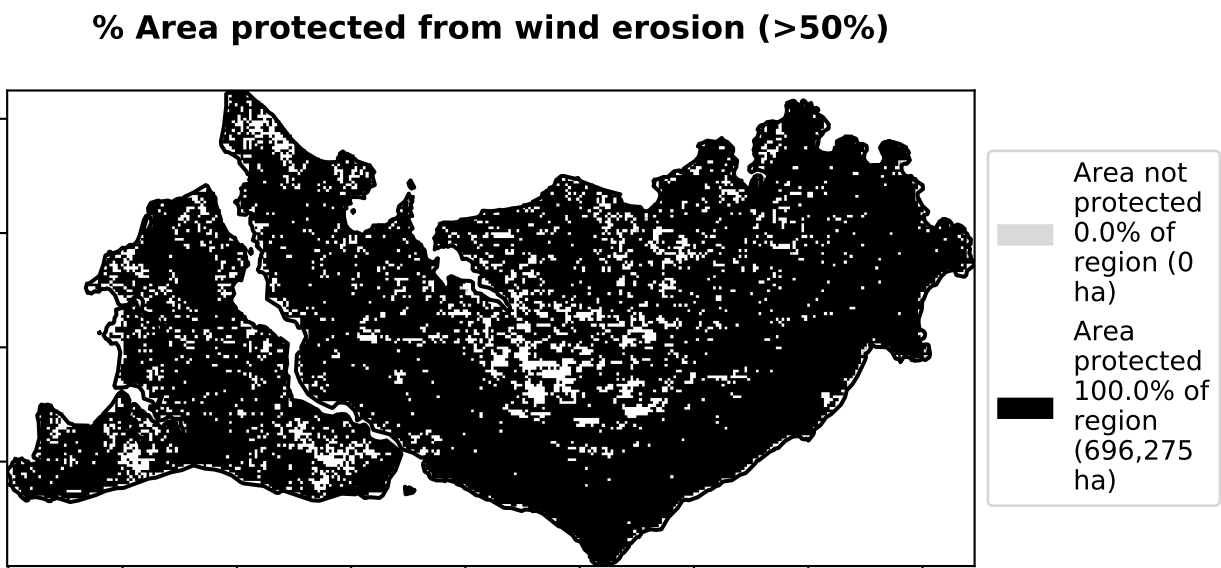 % Area protected from wind erosion (>50%)
Area not
protected
0.0% of
region (0
ha)
Area
protected
100.0% of
region
(696,275
ha)